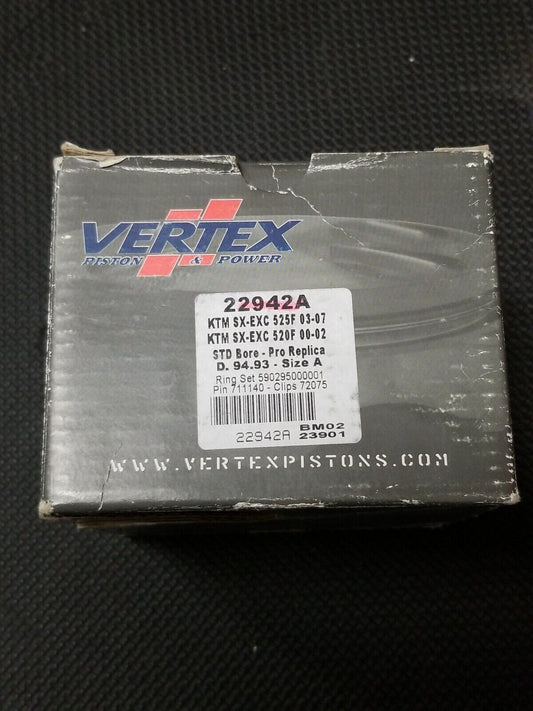 VERTEX
PISTON & POWER
22942A
KTM SX-EXC 525F 03-07
KTM SX-EXC 520F 00-02
STD Bore - Pro Replica
D. 94.93 - Size A
Ring Set 590295000001
Pin 711140 - Clips 72075
22942A BM02 23901
WWW.VERTEXPISTONS.COM